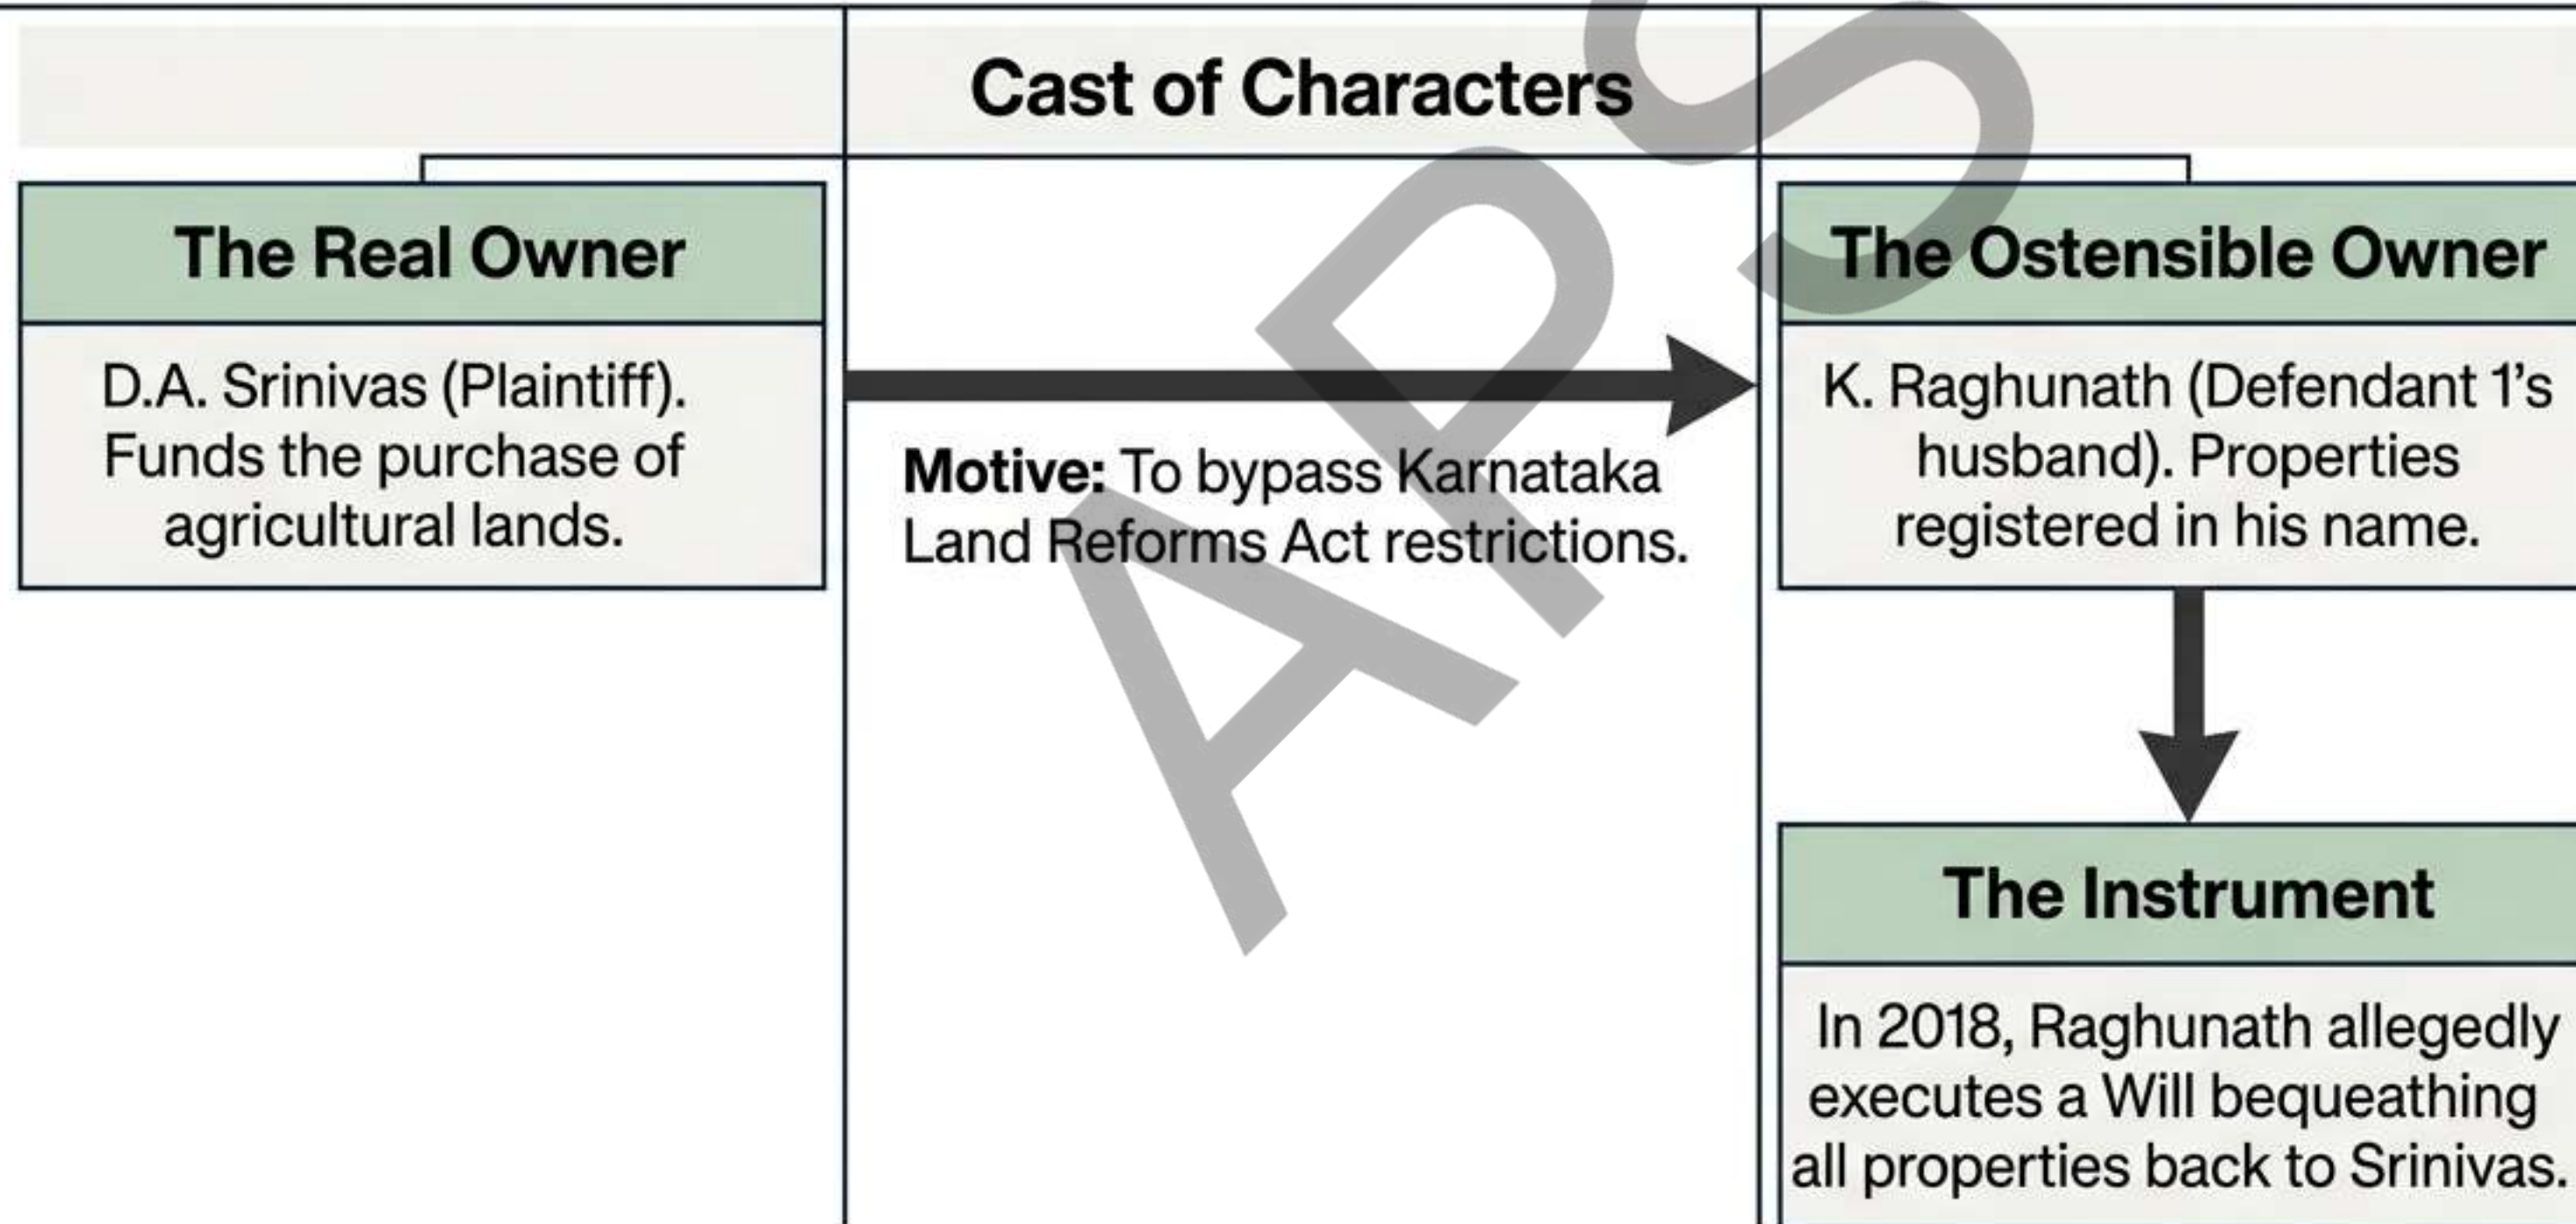 Cast of Characters
The Real Owner
D.A. Srinivas (Plaintiff).
Funds the purchase of
agricultural lands.
Motive: To bypass Karnataka
Land Reforms Act restrictions.
The Ostensible Owner
K. Raghunath (Defendant 1’s
husband). Properties
registered in his name.
The Instrument
In 2018, Raghunath allegedly
executes a Will bequeathing
all properties back to Srinivas.
APS